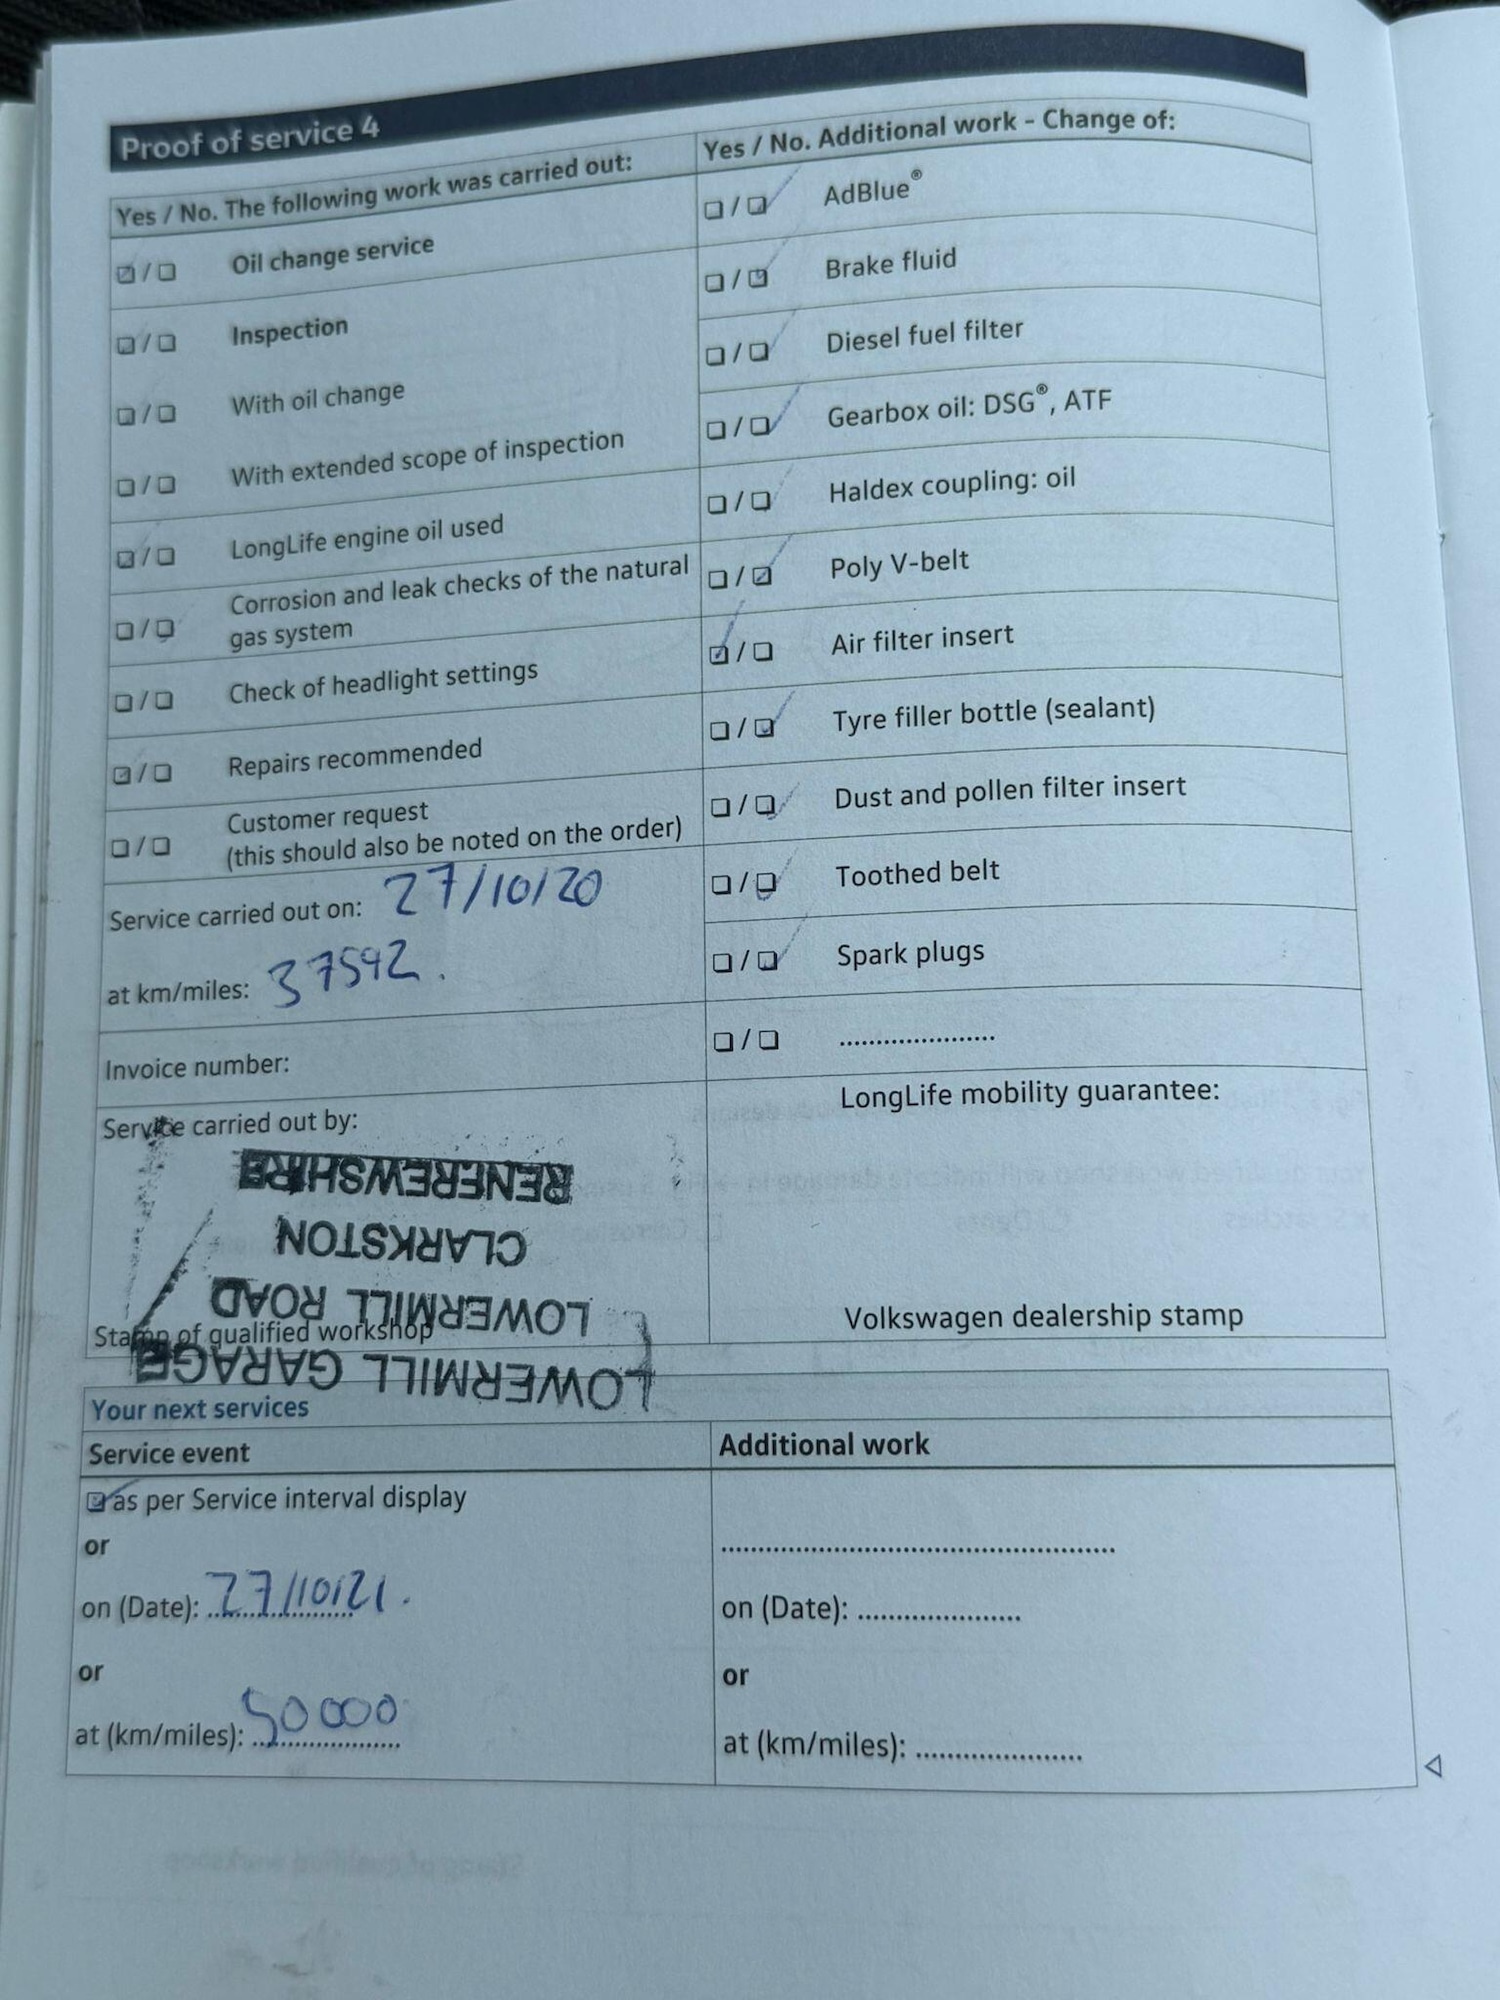 Proof of service 4
Yes / No. The following work was carried out:
☑ / ☐ Oil change service
☑ / ☐ Inspection
☐ / ☐ With oil change
☐ / ☐ With extended scope of inspection
☑ / ☐ LongLife engine oil used
☐ / ☑ Corrosion and leak checks of the natural
gas system
☐ / ☐ Check of headlight settings
☑ / ☐ Repairs recommended
☐ / ☐ Customer request
(this should also be noted on the order)
Service carried out on: 27/10/20
at km/miles: 37592.
Invoice number:
Service carried out by:
Stamp of qualified workshop
LOWERMILL GARAGE
LOWERMILL ROAD
CLARKSTON
RENFREWSHIRE
Yes / No. Additional work - Change of:
☐ / ☑ AdBlue®
☐ / ☑ Brake fluid
☐ / ☑ Diesel fuel filter
☐ / ☑ Gearbox oil: DSG®, ATF
☐ / ☑ Haldex coupling: oil
☐ / ☑ Poly V-belt
☑ / ☐ Air filter insert
☐ / ☑ Tyre filler bottle (sealant)
☐ / ☑ Dust and pollen filter insert
☐ / ☑ Toothed belt
☐ / ☑ Spark plugs
☐ / ☐ ......................
LongLife mobility guarantee:
Volkswagen dealership stamp
Your next services
Service event
☑ as per Service interval display
or
on (Date): 27/10/21.
or
at (km/miles): 50000
Additional work
......................................................
on (Date): ......................
or
at (km/miles): ......................